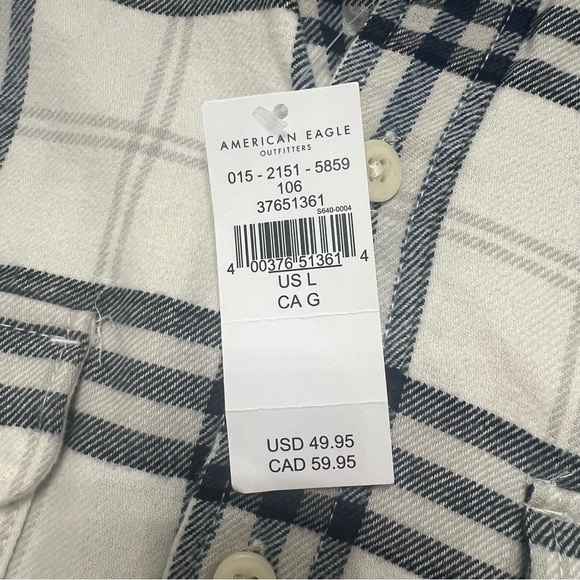 AMERICAN EAGLE
OUTFITTERS
015 - 2151 - 5859
106
37651361
S640-0004
4 00376 51361 4
US L
CA G
USD 49.95
CAD 59.95